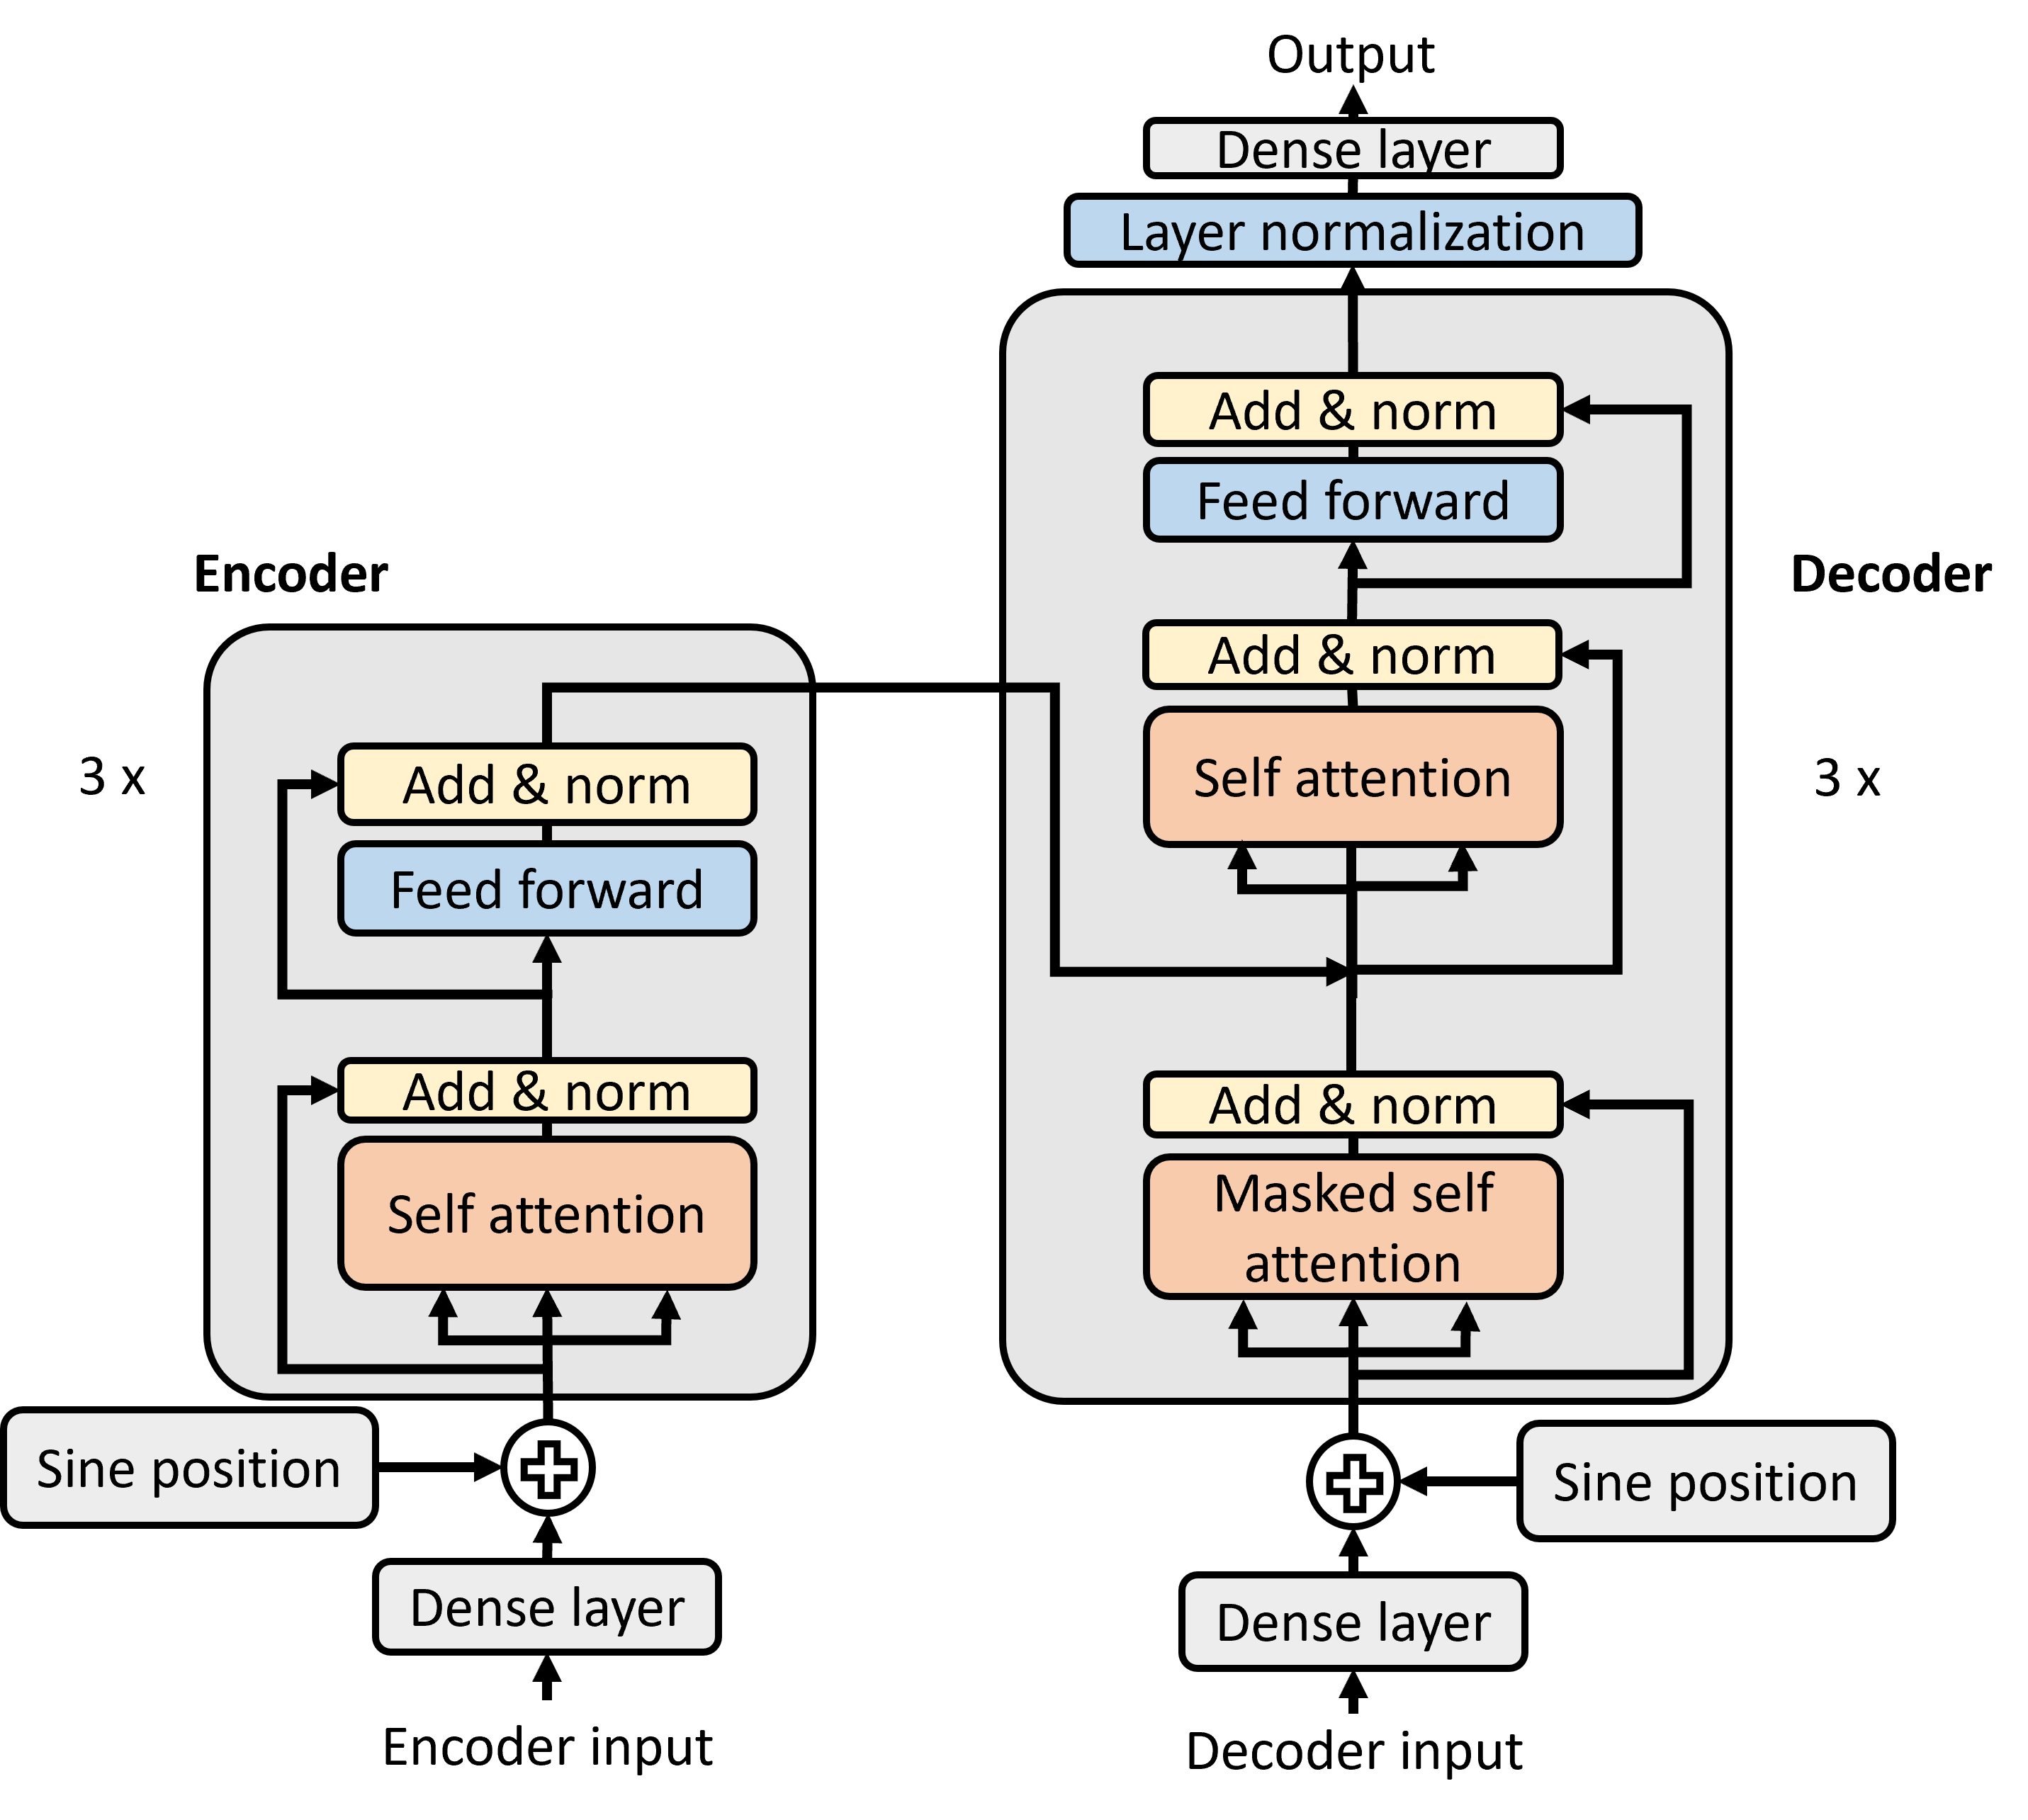 Output
Dense layer
Layer normalization
Add & norm
Feed forward
Encoder
Decoder
Add & norm
3 x
Add & norm
Self attention
3 x
Feed forward
Add & norm
Add & norm
Self attention
Masked self
attention
Sine position
Sine position
Dense layer
Dense layer
Encoder input
Decoder input